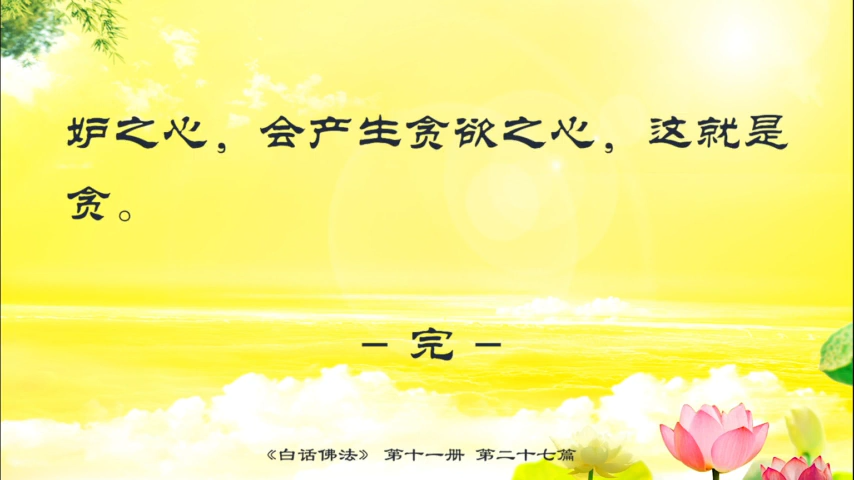 妒之心，会产生贪欲之心，这就是
贪。
– 完 –
《白话佛法》 第十一册 第二十七篇